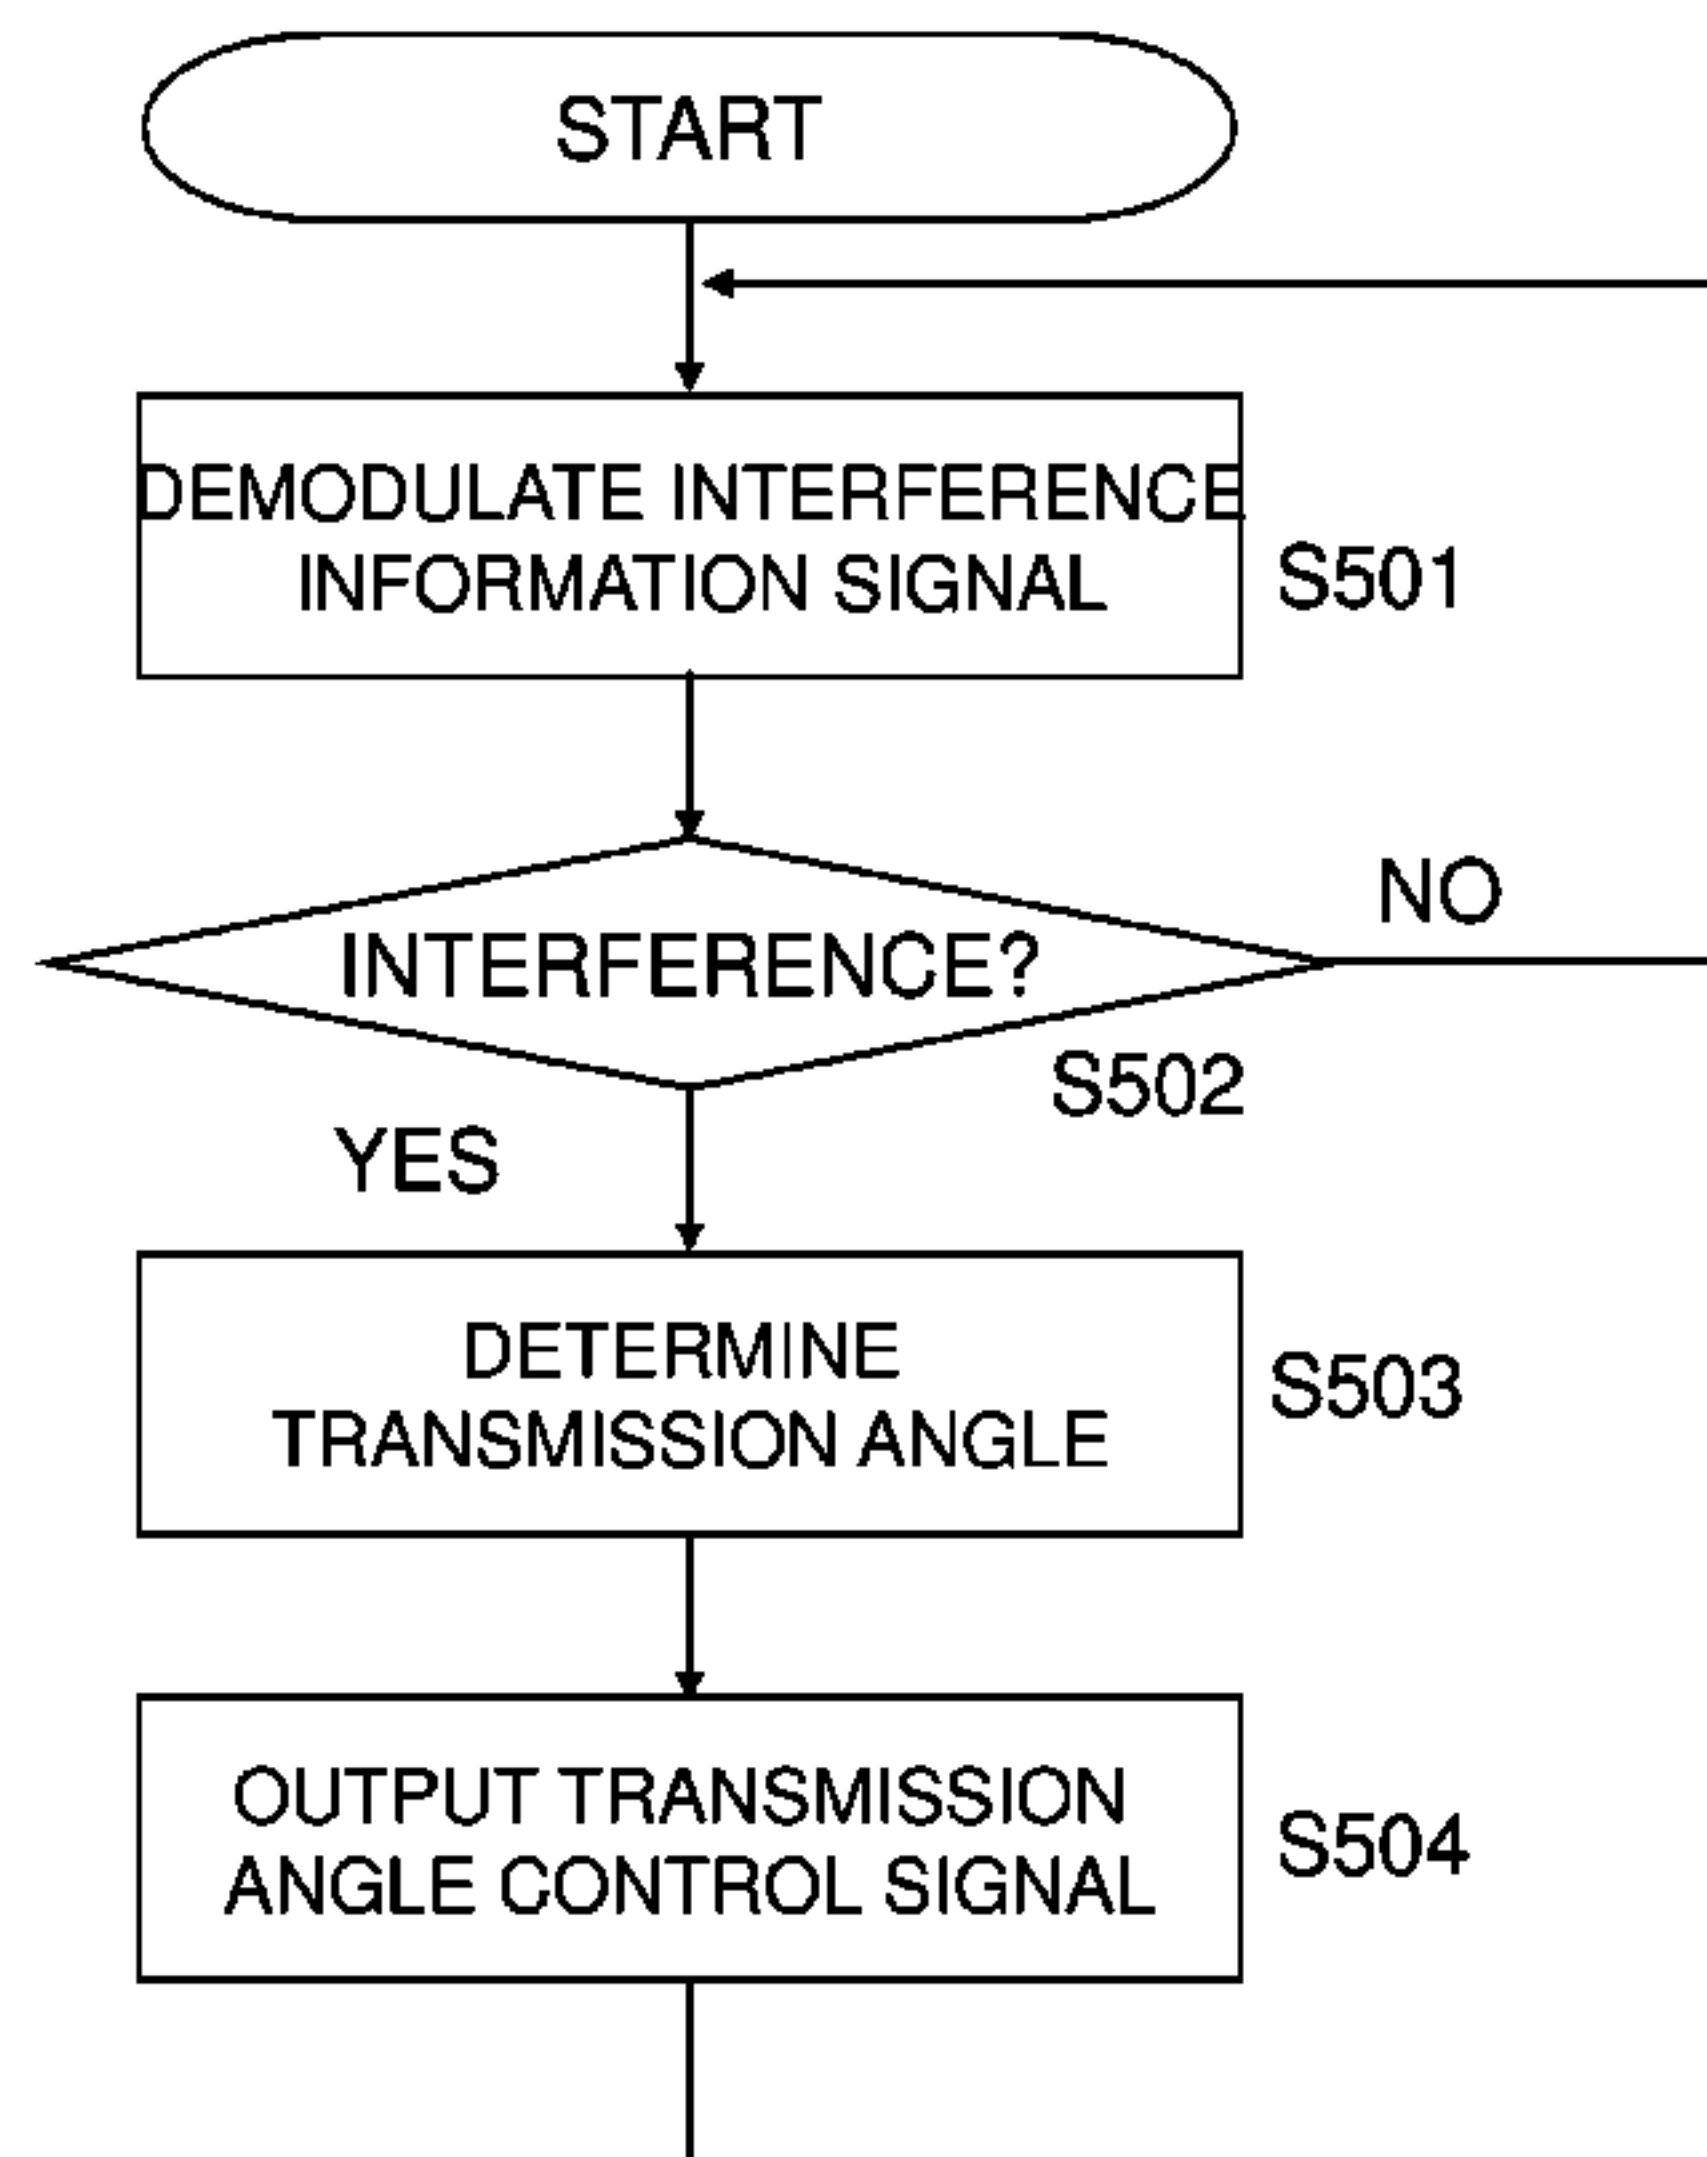 START
DEMODULATE INTERFERENCE
INFORMATION SIGNAL
S501
INTERFERENCE?
NO
S502
YES
DETERMINE
TRANSMISSION ANGLE
S503
OUTPUT TRANSMISSION
ANGLE CONTROL SIGNAL
S504